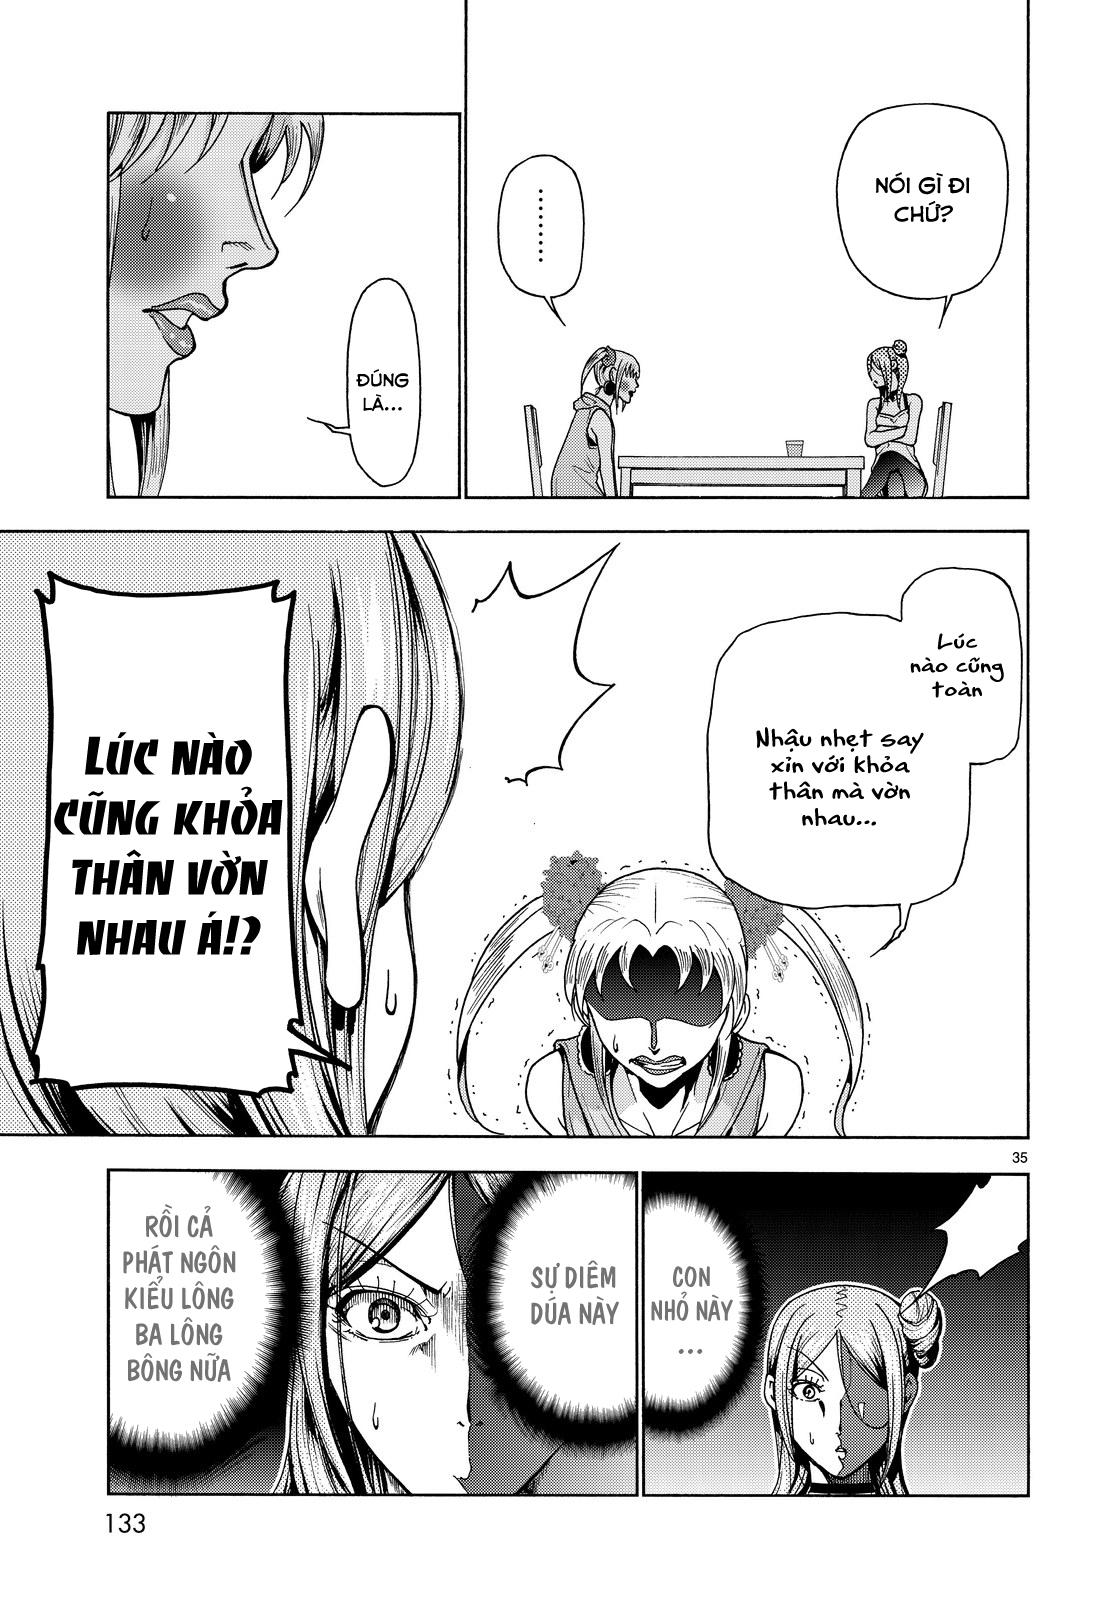 NÓI GÌ ĐI
CHỨ?
.........
ĐÚNG
LÀ...
Lúc
nào cũng
toàn
Nhậu nhẹt say
xỉn với khỏa
thân mà vờn
nhau...
LÚC NÀO
CŨNG KHỎA
THÂN VỜN
NHAU Á!?
35
CON
NHỎ NÀY
...
SỰ DIÊM
DÚA NÀY
RỒI CẢ
PHÁT NGÔN
KIỂU LÔNG
BA LÔNG
BÔNG NỮA
133